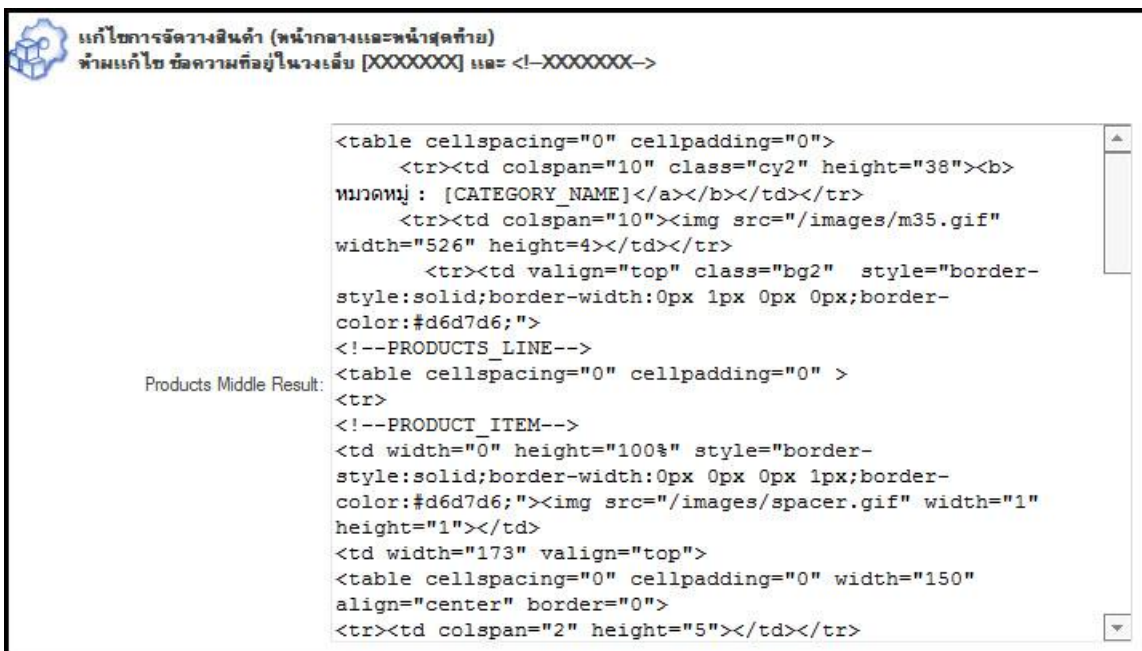 แก้ไขการจัดวางสินค้า (หน้ากลางและหน้าสุดท้าย)
ห้ามแก้ไข ข้อความที่อยู่ในวงเล็บ [XXXXXXX] และ <!--XXXXXXX-->
<table cellspacing="0" cellpadding="0">
<tr><td colspan="10" class="cy2" height="38"><b>
หมวดหมู่ : [CATEGORY_NAME]</a></b></td></tr>
<tr><td colspan="10"><img src="/images/m35.gif"
width="526" height=4></td></tr>
<tr><td valign="top" class="bg2" style="border-
style:solid;border-width:0px 1px 0px 0px;border-
color:#d6d7d6;">
<!--PRODUCTS_LINE-->
Products Middle Result:
<table cellspacing="0" cellpadding="0" >
<tr>
<!--PRODUCT_ITEM-->
<td width="0" height="100%" style="border-
style:solid;border-width:0px 0px 0px 1px;border-
color:#d6d7d6;"><img src="/images/spacer.gif" width="1"
height="1"></td>
<td width="173" valign="top">
<table cellspacing="0" cellpadding="0" width="150"
align="center" border="0">
<tr><td colspan="2" height="5"></td></tr>